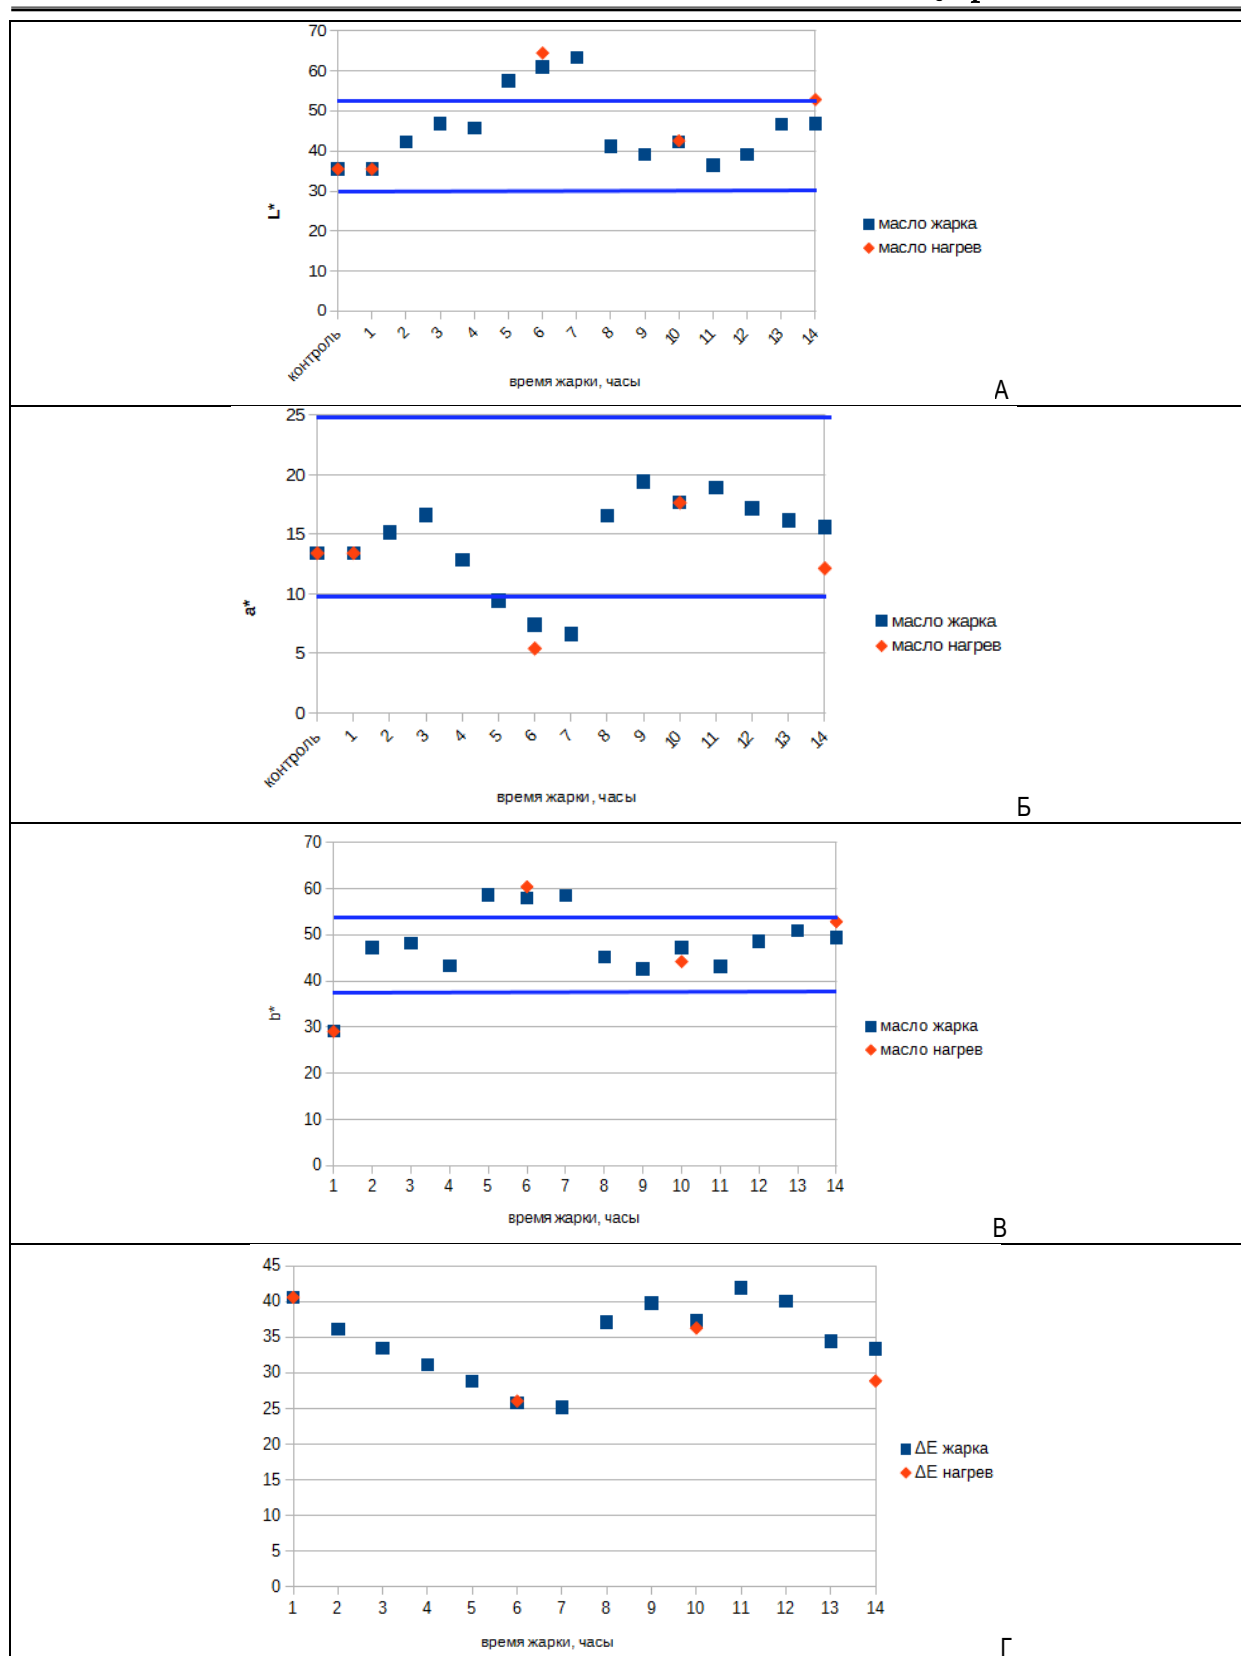 70
60
50
40
30
20
10
0
L*
контроль 1 2 3 4 5 6 7 8 9 10 11 12 13 14
время жарки, часы
масло жарка
масло нагрев
А
25
20
15
10
5
0
a*
контроль 1 2 3 4 5 6 7 8 9 10 11 12 13 14
время жарки, часы
масло жарка
масло нагрев
Б
70
60
50
40
30
20
10
0
b*
1 2 3 4 5 6 7 8 9 10 11 12 13 14
время жарки, часы
масло жарка
масло нагрев
В
45
40
35
30
25
20
15
10
5
0
1 2 3 4 5 6 7 8 9 10 11 12 13 14
время жарки, часы
ΔE жарка
ΔE нагрев
Г